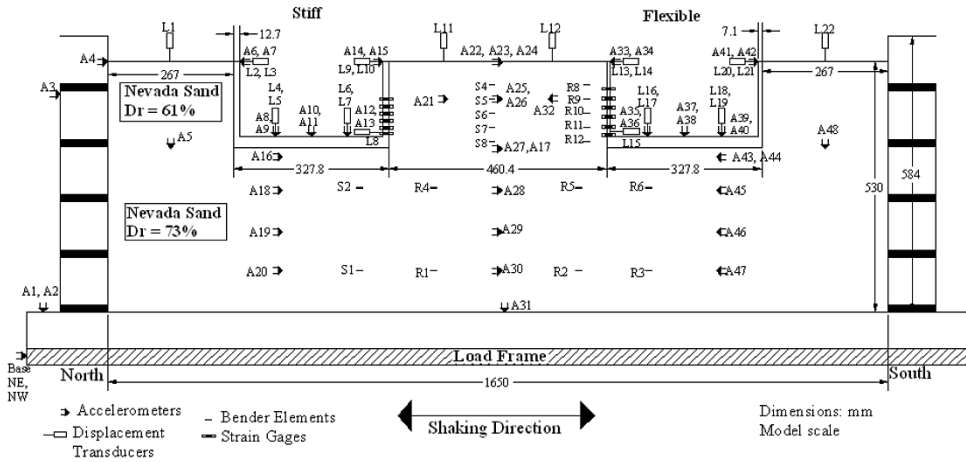 Stiff
Flexible
L1
12.7
L11
L12
7.1
L22
A4
A6, A7
A14, A15
A22, A23, A24
A33, A34
A41, A42
L2, L3
L9, L10
L13, L14
L20, L21
267
267
A3
Nevada Sand
Dr = 61%
L4,
L5
L6,
L7
A21
S4
S5
S6
S7
S8
A25,
A26
A32
R8
R9
R10
R11
R12
L16,
L17
L18,
L19
A8
A9
A10,
A11
A12,
A13
A35,
A36
A37,
A38
A39,
A40
A48
A5
L8
L15
A27, A17
A16
A43, A44
327.8
460.4
327.8
530
584
A18
S2
R4
A28
R5
R6
A45
Nevada Sand
Dr = 73%
A19
A29
A46
A20
S1
R1
A30
R2
R3
A47
A1, A2
A31
Load Frame
Base
NE,
NW
North
1650
South
Accelerometers
Displacement
Transducers
Bender Elements
Strain Gages
Shaking Direction
Dimensions: mm
Model scale